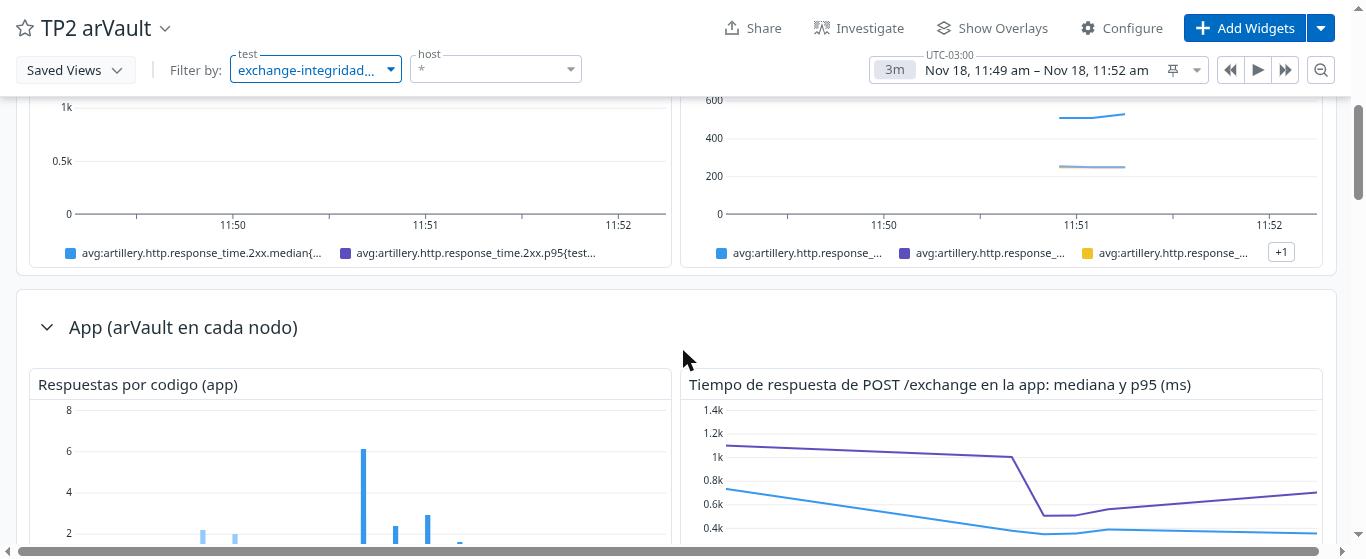 TP2 arVault
Share
Investigate
Show Overlays
Configure
Add Widgets
Saved Views
Filter by:
test
exchange-integridad...
host
*
UTC-03:00
3m
Nov 18, 11:49 am – Nov 18, 11:52 am
1k
0.5k
0
11:50
11:51
11:52
avg:artillery.http.response_time.2xx.median{...
avg:artillery.http.response_time.2xx.p95{test...
600
400
200
0
11:50
11:51
11:52
avg:artillery.http.response_...
avg:artillery.http.response_...
avg:artillery.http.response_...
+1
App (arVault en cada nodo)
Respuestas por codigo (app)
8
6
4
2
Tiempo de respuesta de POST /exchange en la app: mediana y p95 (ms)
1.4k
1.2k
1k
0.8k
0.6k
0.4k